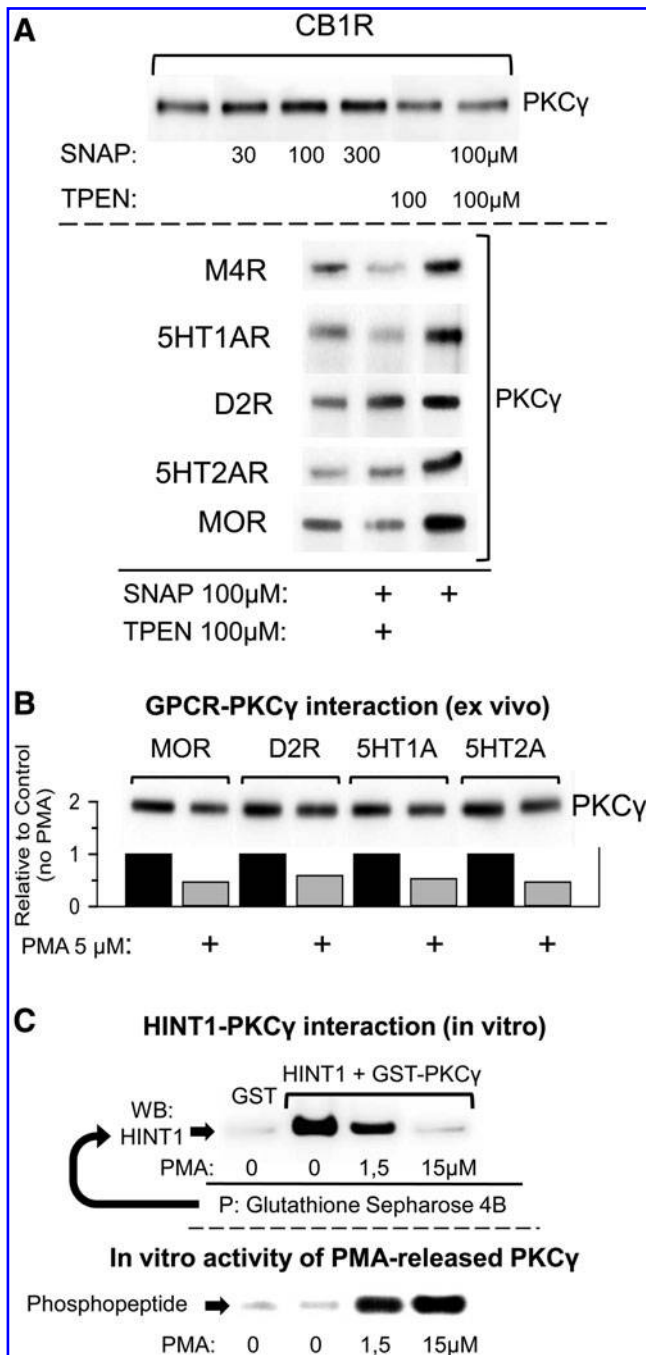 A
CB1R
PKCγ
SNAP: 30 100 300 100µM
TPEN: 100 100µM
M4R
5HT1AR
D2R
PKCγ
5HT2AR
MOR
SNAP 100µM: + +
TPEN 100µM: +
B
GPCR-PKCγ interaction (ex vivo)
MOR D2R 5HT1A 5HT2A
PKCγ
Relative to Control
(no PMA)
2
1
0
PMA 5 µM: + + + +
C
HINT1-PKCγ interaction (in vitro)
HINT1 + GST-PKCγ
GST
WB:
HINT1
PMA: 0 0 1,5 15µM
P: Glutathione Sepharose 4B
In vitro activity of PMA-released PKCγ
Phosphopeptide
PMA: 0 0 1,5 15µM